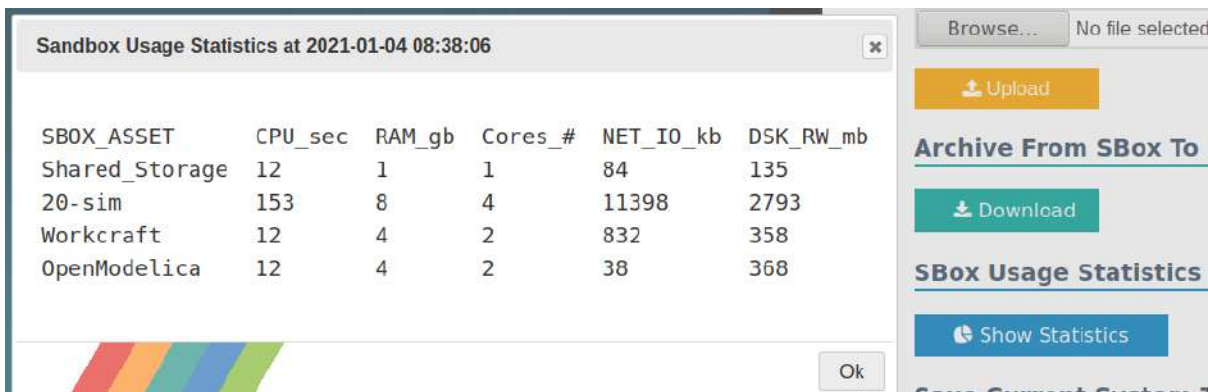 Sandbox Usage Statistics at 2021-01-04 08:38:06
SBOX_ASSET CPU_sec RAM_gb Cores_# NET_IO_kb DSK_RW_mb
Shared_Storage 12 1 1 84 135
20-sim 153 8 4 11398 2793
Workcraft 12 4 2 832 358
OpenModelica 12 4 2 38 368
Ok
Browse... No file selected
Upload
Archive From SBox To
Download
SBox Usage Statistics
Show Statistics